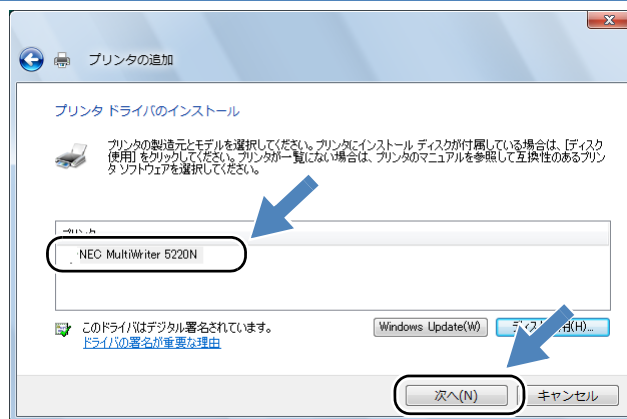 プリンタの追加
プリンタ ドライバのインストール
プリンタの製造元とモデルを選択してください。プリンタにインストール ディスクが付属している場合は、[ディスク
使用] をクリックしてください。プリンタが一覧にない場合は、プリンタのマニュアルを参照して互換性のあるプリン
タ ソフトウェアを選択してください。
NEC MultiWriter 5220N
このドライバはデジタル署名されています。
ドライバの署名が重要な理由
Windows Update(W)
次へ(N)
キャンセル